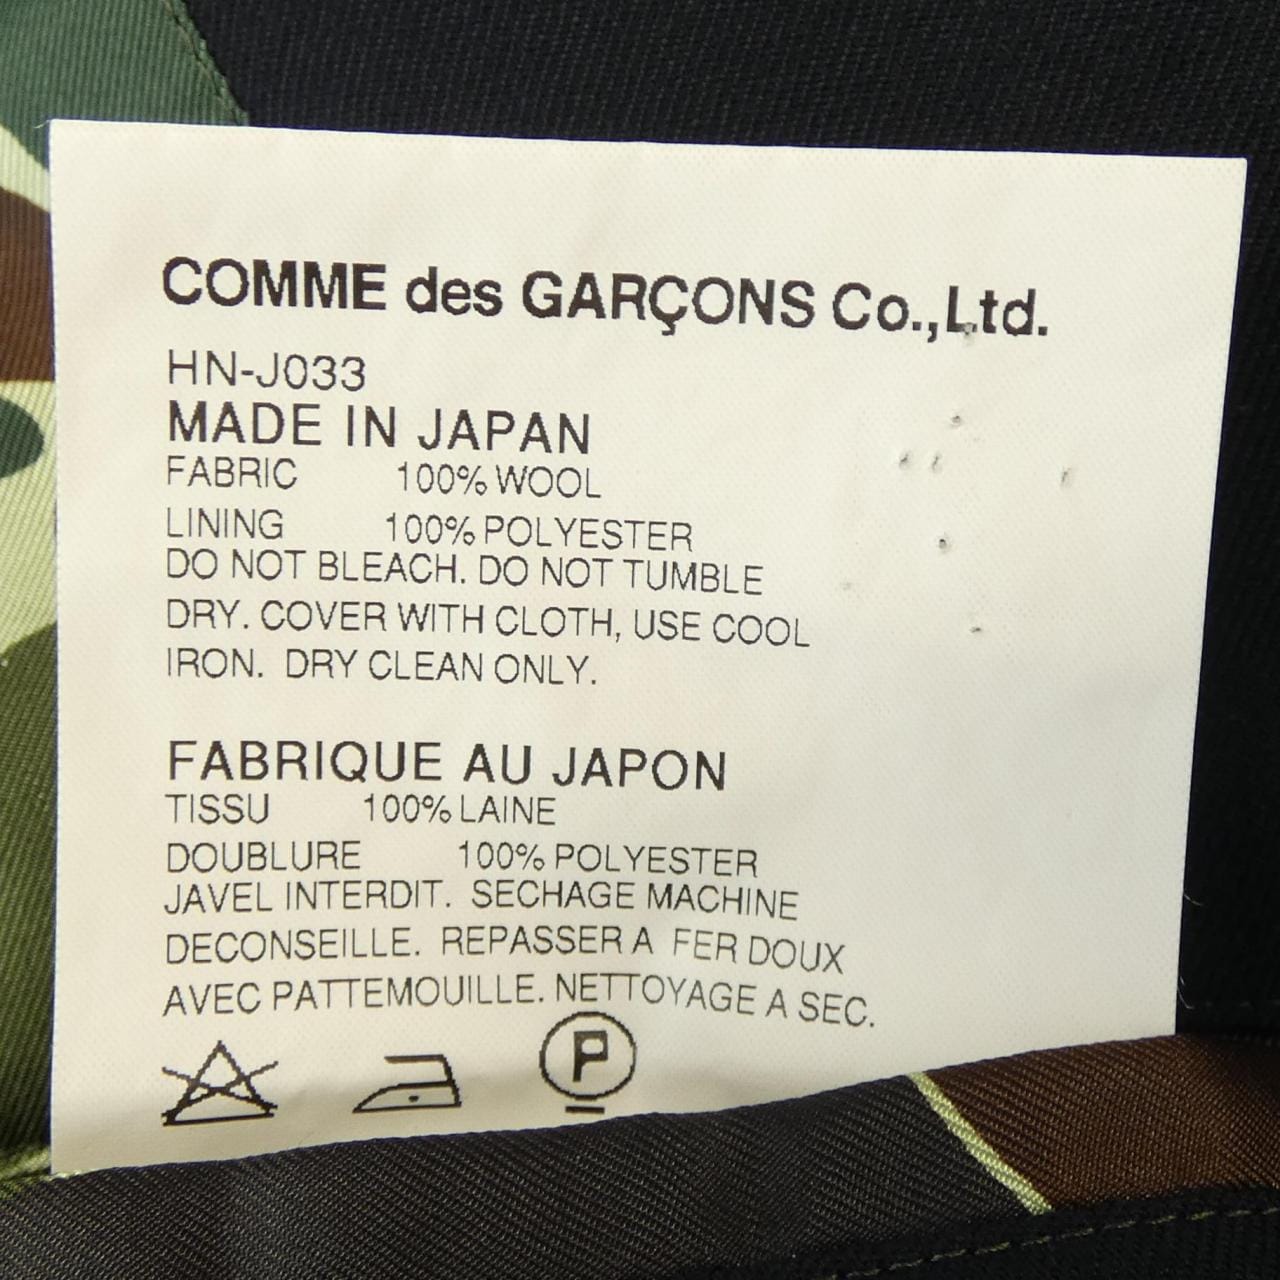 COMME des GARÇONS Co.,Ltd.
HN-J033
MADE IN JAPAN
FABRIC 100% WOOL
LINING 100% POLYESTER
DO NOT BLEACH. DO NOT TUMBLE
DRY. COVER WITH CLOTH, USE COOL
IRON. DRY CLEAN ONLY.
FABRIQUE AU JAPON
TISSU 100% LAINE
DOUBLURE 100% POLYESTER
JAVEL INTERDIT. SECHAGE MACHINE
DECONSEILLE. REPASSER A FER DOUX
AVEC PATTEMOUILLE. NETTOYAGE A SEC.
P